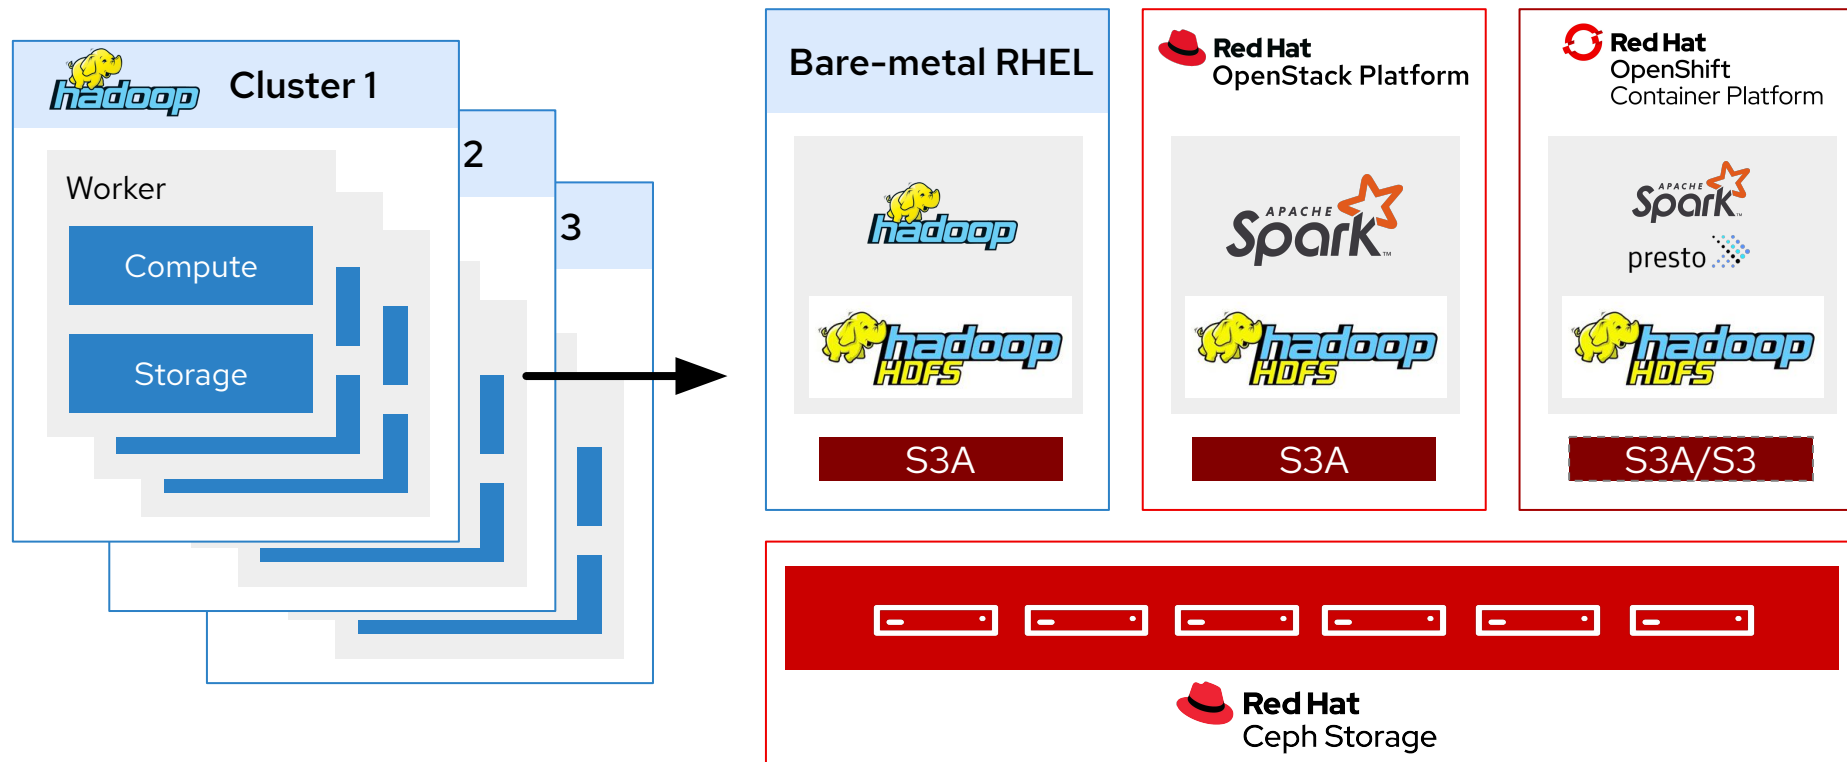 hadoop
Cluster 1
2
3
Worker
Compute
Storage
Bare-metal RHEL
hadoop
hadoop
HDFS
S3A
Red Hat
OpenStack Platform
APACHE
Spark™
hadoop
HDFS
S3A
Red Hat
OpenShift
Container Platform
APACHE
Spark™
presto
hadoop
HDFS
S3A/S3
Red Hat
Ceph Storage